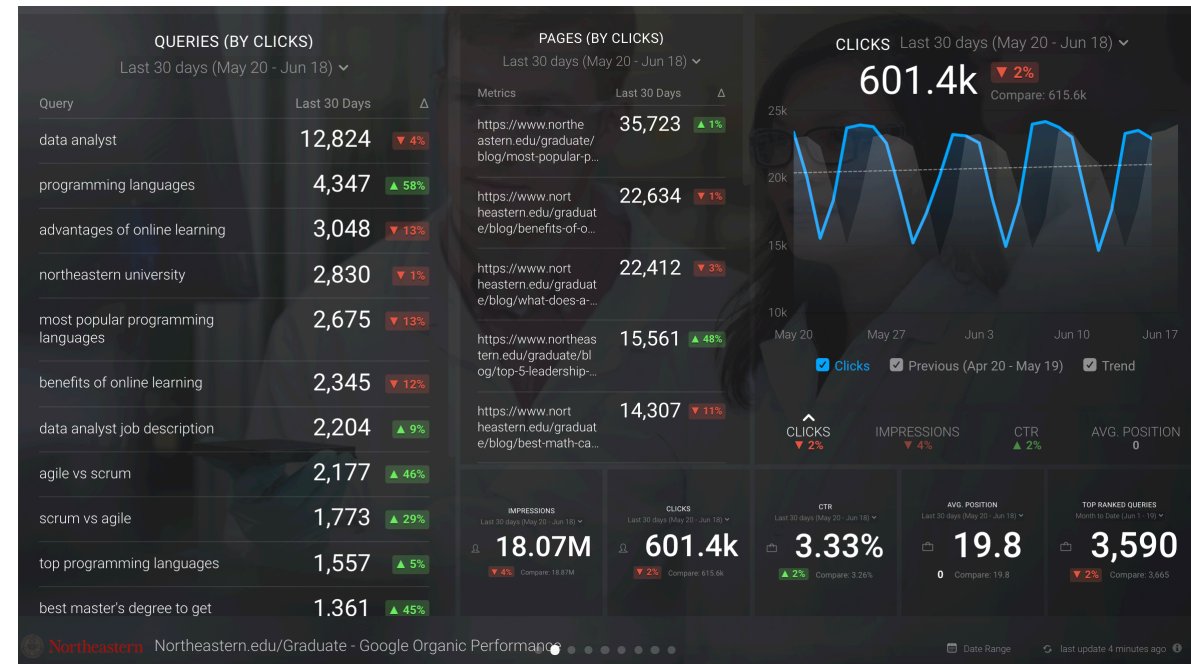 QUERIES (BY CLICKS)
Last 30 days (May 20 - Jun 18)
Query Last 30 Days Δ
data analyst 12,824 ▼ 4%
programming languages 4,347 ▲ 58%
advantages of online learning 3,048 ▼ 13%
northeastern university 2,830 ▼ 1%
most popular programming
languages 2,675 ▼ 13%
benefits of online learning 2,345 ▼ 12%
data analyst job description 2,204 ▲ 9%
agile vs scrum 2,177 ▲ 46%
scrum vs agile 1,773 ▲ 29%
top programming languages 1,557 ▲ 5%
best master's degree to get 1.361 ▲ 45%
PAGES (BY CLICKS)
Last 30 days (May 20 - Jun 18)
Metrics Last 30 Days Δ
https://www.northe 35,723 ▲ 1%
astern.edu/graduate/
blog/most-popular-p...
https://www.nort 22,634 ▼ 1%
heastern.edu/graduat
e/blog/benefits-of-o...
https://www.nort 22,412 ▼ 3%
heastern.edu/graduat
e/blog/what-does-a-...
https://www.northeas 15,561 ▲ 48%
tern.edu/graduate/bl
og/top-5-leadership-...
https://www.nort 14,307 ▼ 11%
heastern.edu/graduat
e/blog/best-math-ca...
CLICKS Last 30 days (May 20 - Jun 18)
601.4k ▼ 2%
Compare: 615.6k
25k
20k
15k
10k
May 20 May 27 Jun 3 Jun 10 Jun 17
Clicks Previous (Apr 20 - May 19) Trend
CLICKS IMPRESSIONS CTR AVG. POSITION
▼ 2% ▼ 4% ▲ 2% 0
IMPRESSIONS
Last 30 days (May 20 - Jun 18)
18.07M
▼ 4% Compare: 18.87M
CLICKS
Last 30 days (May 20 - Jun 18)
601.4k
▼ 2% Compare: 615.6k
CTR
Last 30 days (May 20 - Jun 18)
3.33%
▲ 2% Compare: 3.26%
AVG. POSITION
Last 30 days (May 20 - Jun 18)
19.8
0 Compare: 19.8
TOP RANKED QUERIES
Month to Date (Jun 1 - 19)
3,590
▼ 2% Compare: 3,665
Northeastern Northeastern.edu/Graduate - Google Organic Performance
Date Range last update 4 minutes ago